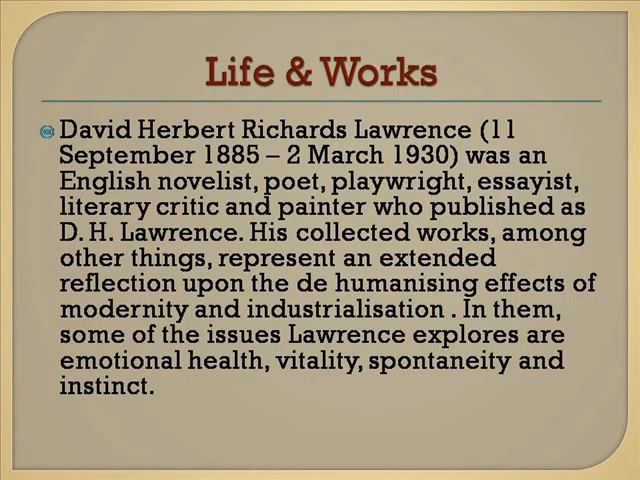 Life & Works
David Herbert Richards Lawrence (11
September 1885 – 2 March 1930) was an
English novelist, poet, playwright, essayist,
literary critic and painter who published as
D. H. Lawrence. His collected works, among
other things, represent an extended
reflection upon the de humanising effects of
modernity and industrialisation . In them,
some of the issues Lawrence explores are
emotional health, vitality, spontaneity and
instinct.